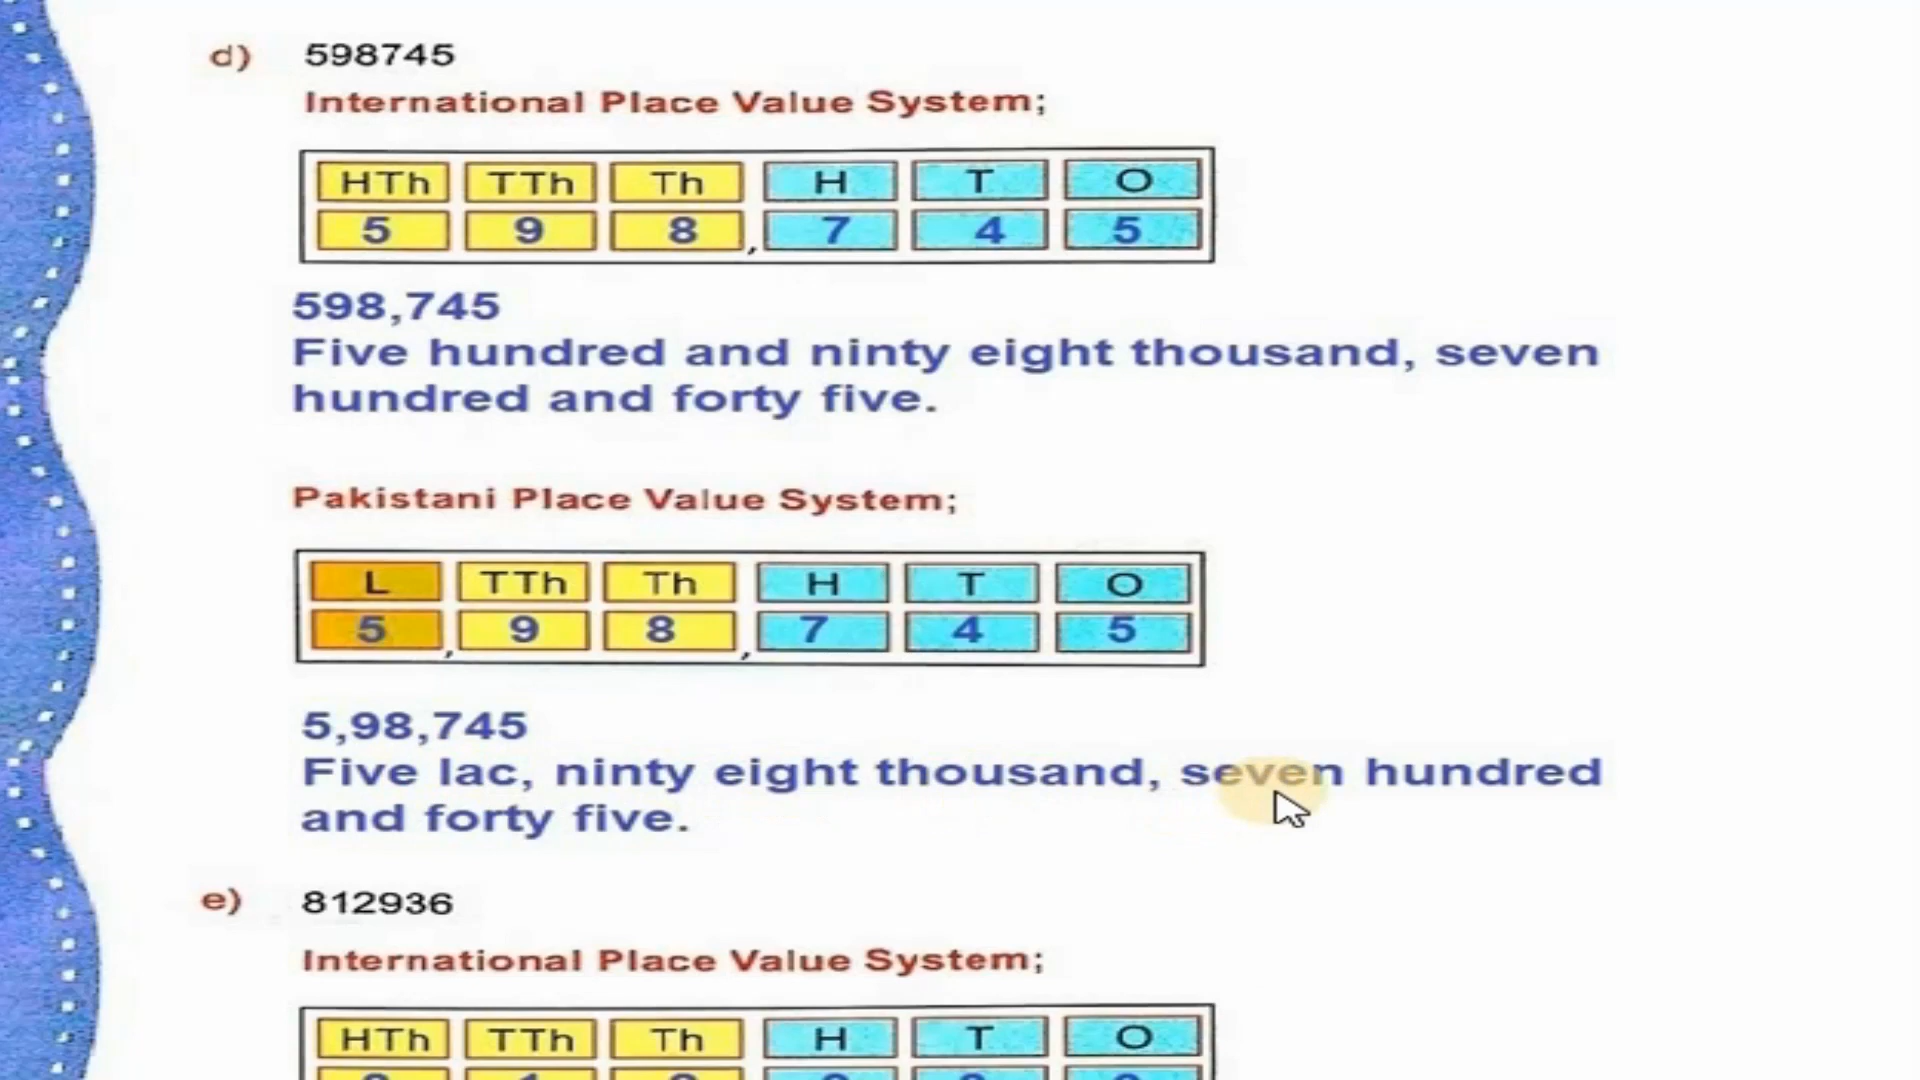 d) 598745
International Place Value System;
HTh TTh Th H T O
5 9 8 , 7 4 5
598,745
Five hundred and ninty eight thousand, seven
hundred and forty five.
Pakistani Place Value System;
L TTh Th H T O
5 , 9 8 , 7 4 5
5,98,745
Five lac, ninty eight thousand, seven hundred
and forty five.
e) 812936
International Place Value System;
HTh TTh Th H T O